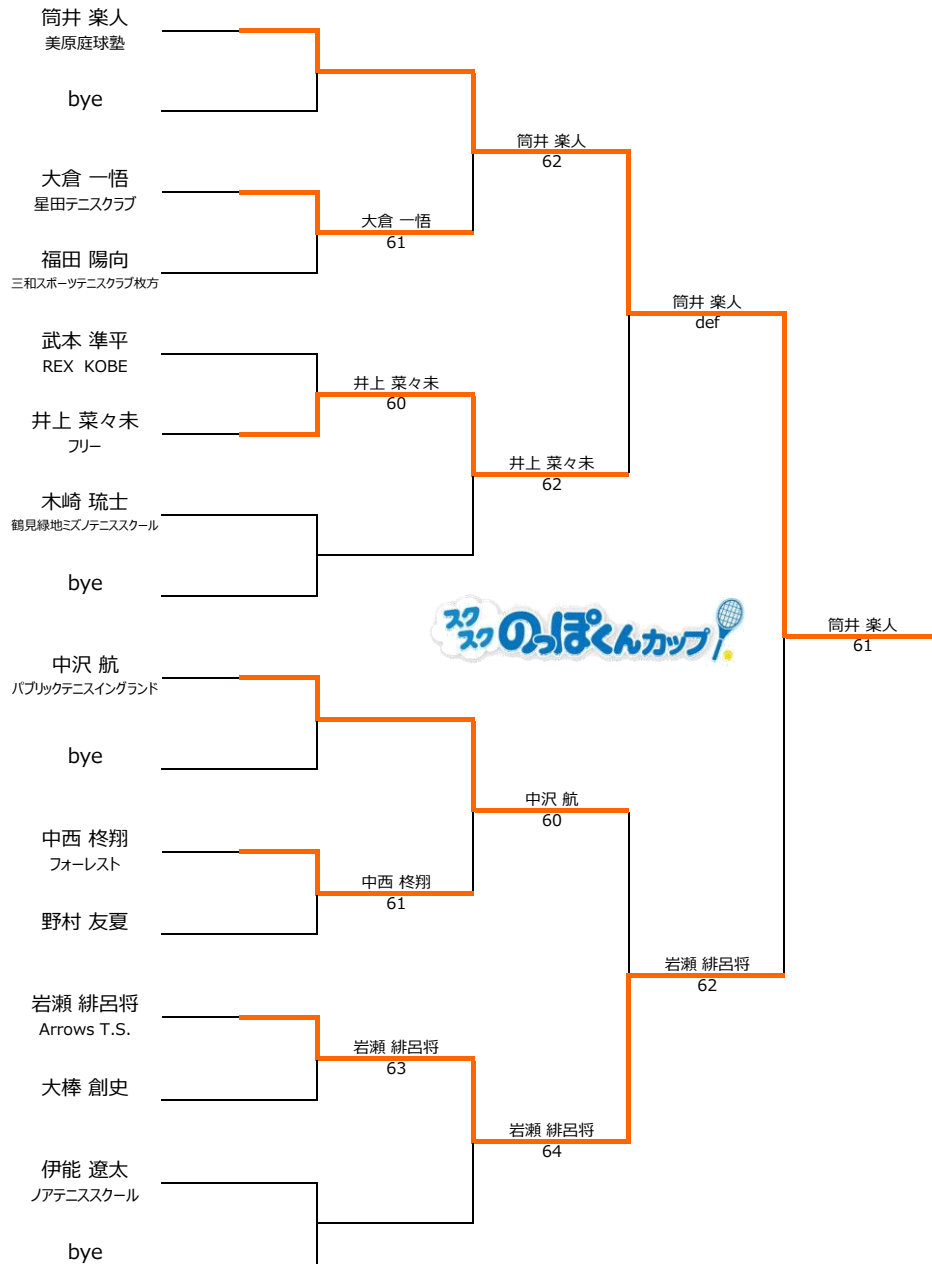 筒井 楽人
美原庭球塾
bye
筒井 楽人
62
大倉 一悟
星田テニスクラブ
大倉 一悟
61
福田 陽向
三和スポーツテニスクラブ枚方
筒井 楽人
def
武本 準平
REX KOBE
井上 菜々未
60
井上 菜々未
フリー
井上 菜々未
62
木崎 琉士
鶴見緑地ミズノテニススクール
bye
スクスク のっぽくんカップ
筒井 楽人
61
中沢 航
パブリックテニスイングランド
bye
中沢 航
60
中西 柊翔
フォーレスト
中西 柊翔
61
野村 友夏
岩瀬 緋呂将
62
岩瀬 緋呂将
Arrows T.S.
岩瀬 緋呂将
63
大棒 創史
岩瀬 緋呂将
64
伊能 遼太
ノアテニススクール
bye